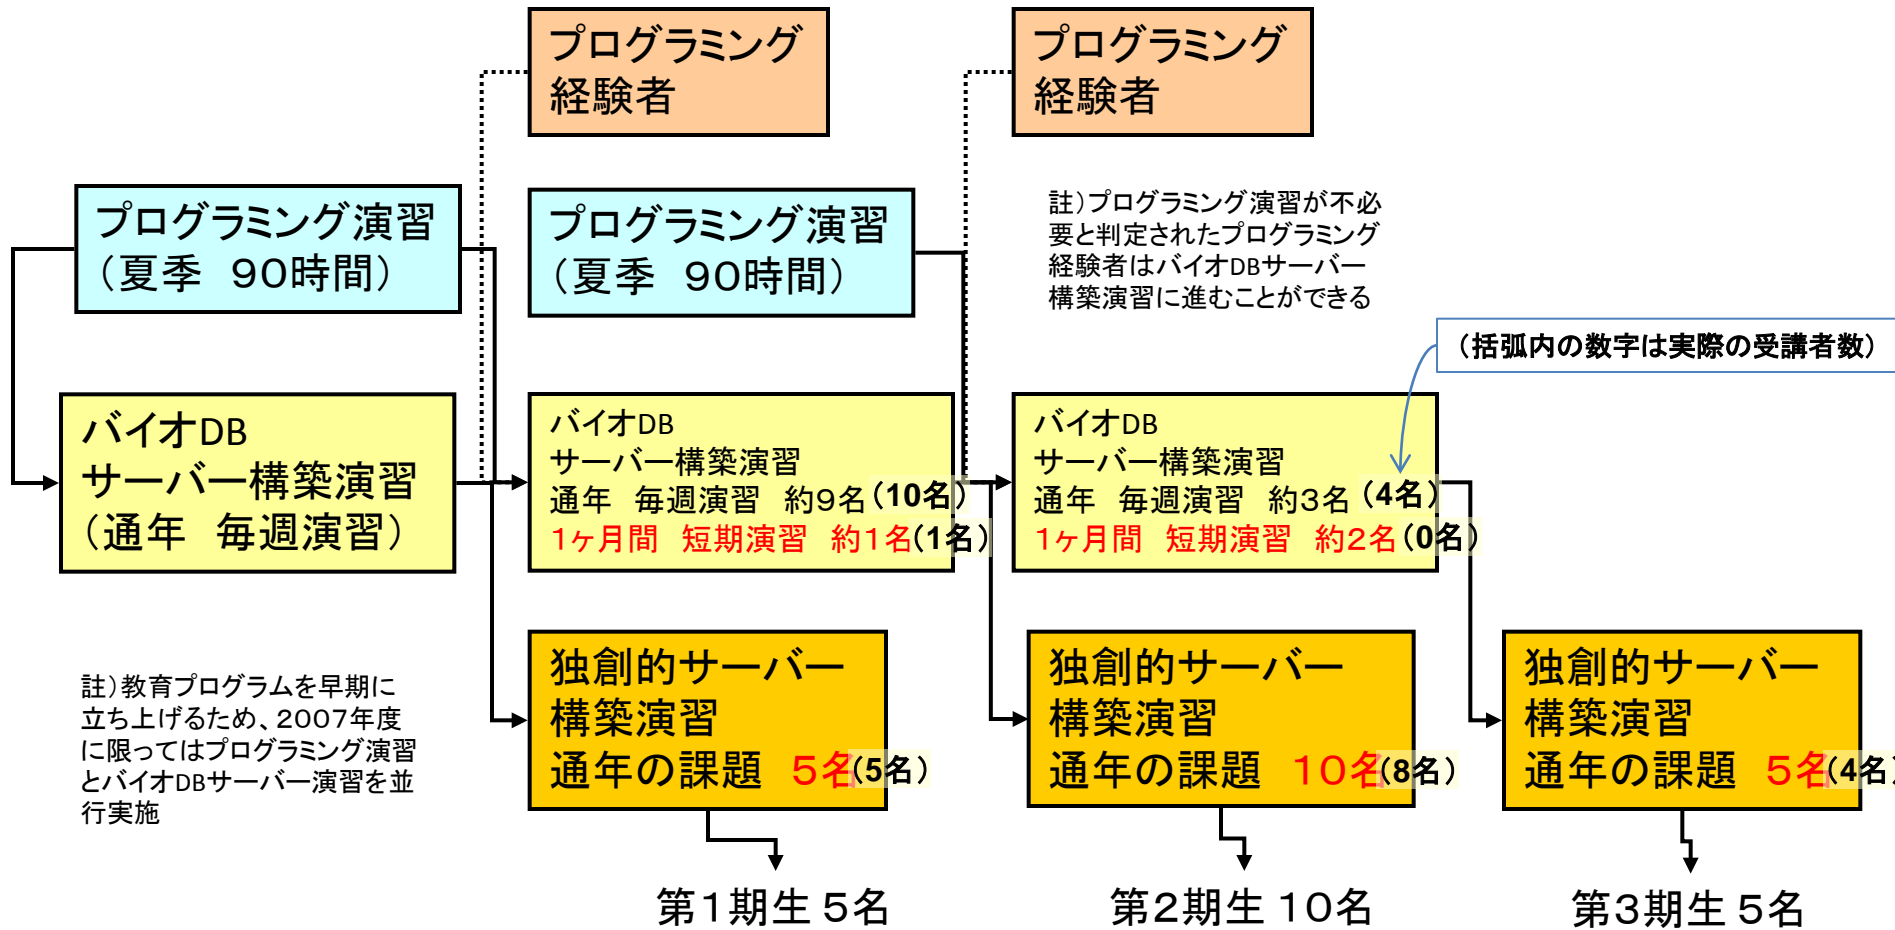 プログラミング
経験者
プログラミング
経験者
プログラミング演習
（夏季　９０時間）
プログラミング演習
（夏季　９０時間）
註）プログラミング演習が不必
要と判定されたプログラミング
経験者はバイオDBサーバー
構築演習に進むことができる
（括弧内の数字は実際の受講者数）
バイオDB
サーバー構築演習
（通年　毎週演習）
バイオDB
サーバー構築演習
通年　毎週演習　約９名（10名）
１ヶ月間　短期演習　約１名（1名）
バイオDB
サーバー構築演習
通年　毎週演習　約３名（4名）
１ヶ月間　短期演習　約２名（0名）
註）教育プログラムを早期に
立ち上げるため、２００７年度
に限ってはプログラミング演習
とバイオDBサーバー演習を並
行実施
独創的サーバー
構築演習
通年の課題　５名（5名）
独創的サーバー
構築演習
通年の課題　１０名（8名）
独創的サーバー
構築演習
通年の課題　５名（4名）
第１期生 ５名
第２期生 １０名
第３期生 ５名